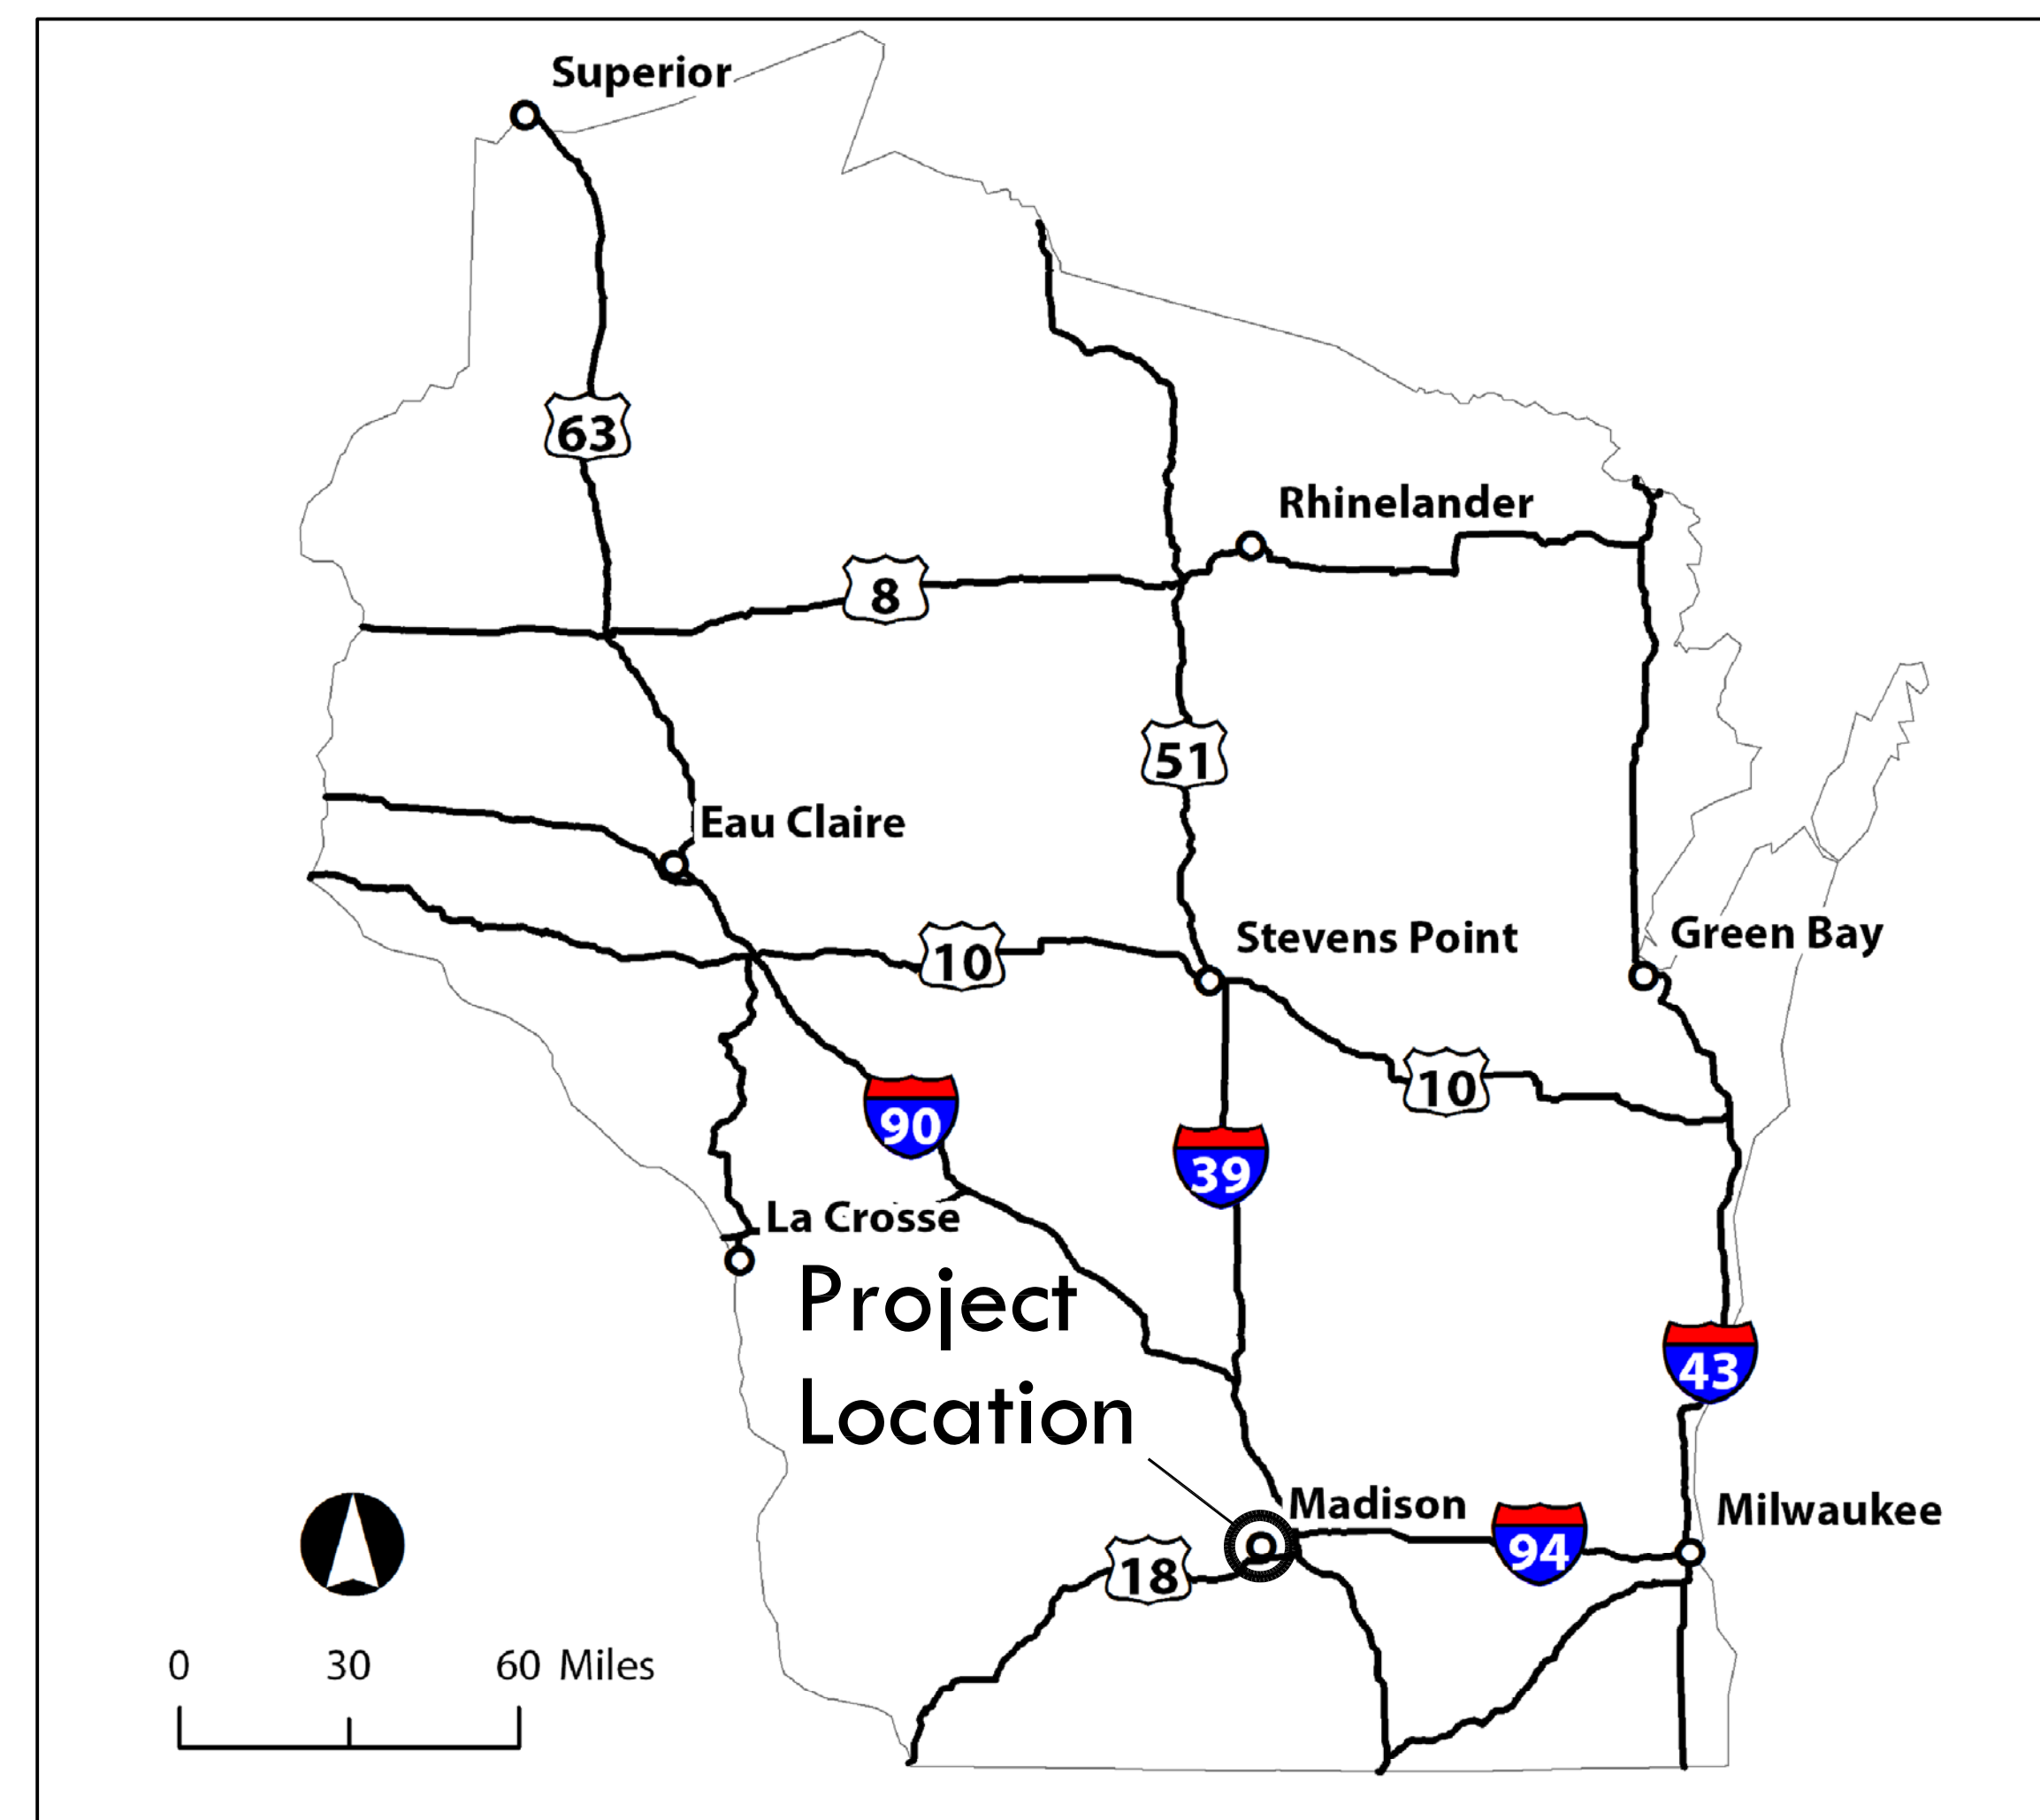 Superior
63
Rhinelander
8
51
Eau Claire
Stevens Point
Green Bay
10
10
90
39
La Crosse
Project
Location
43
Madison
Milwaukee
94
18
0 30 60 Miles